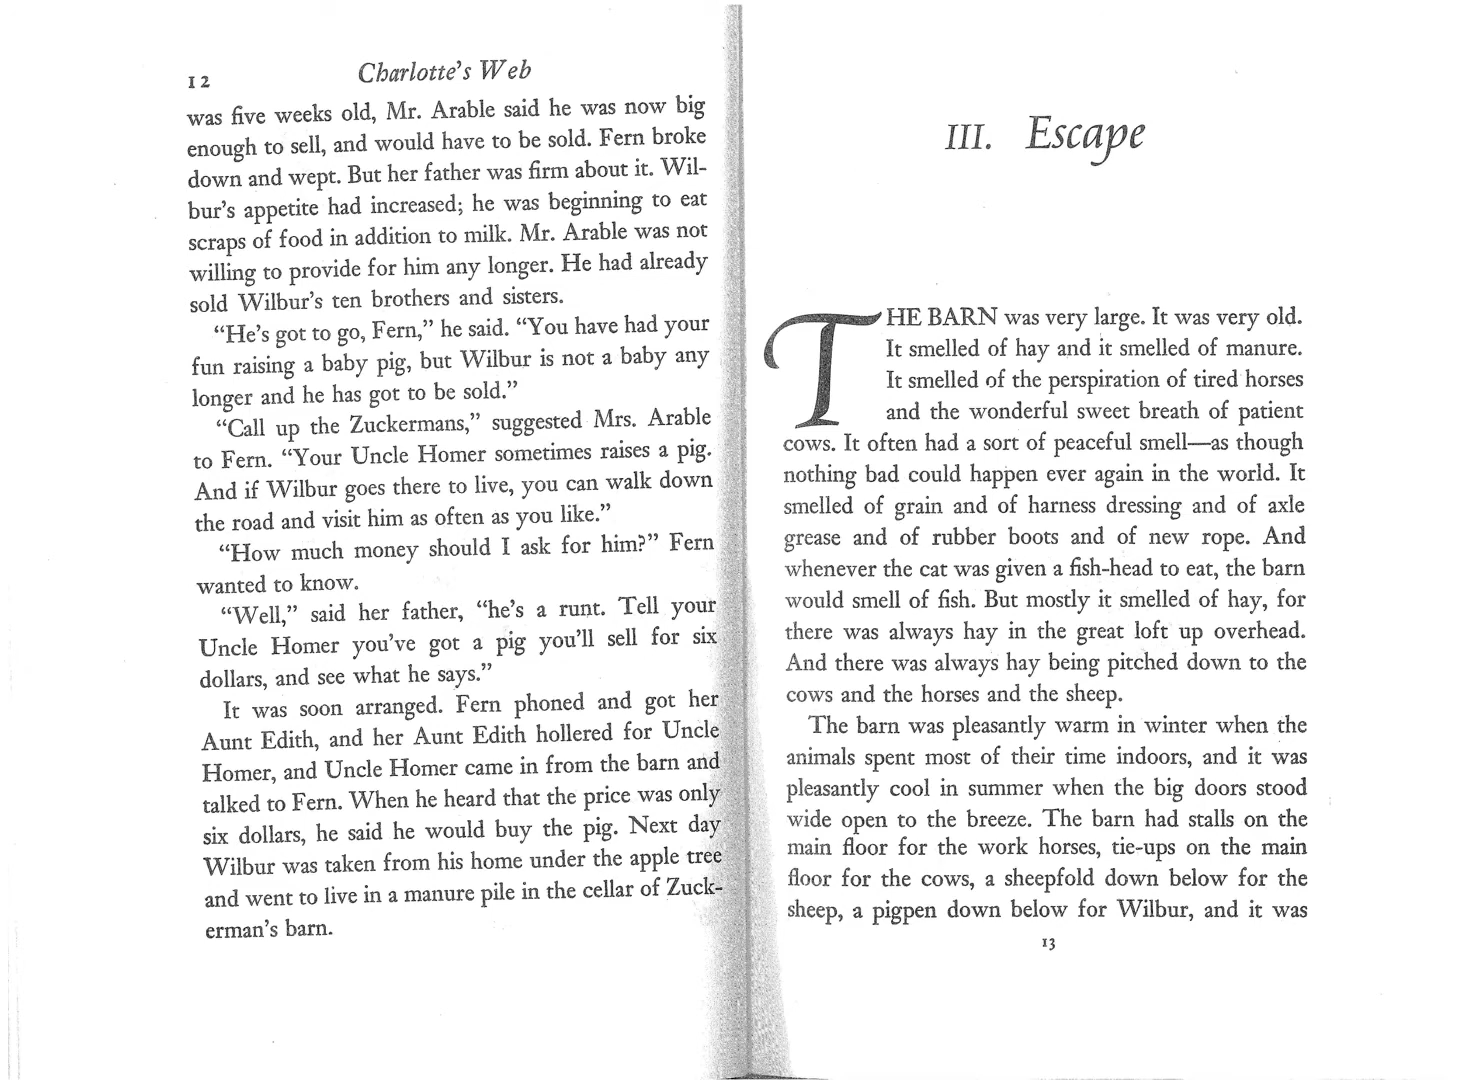 12
Charlotte's Web
was five weeks old, Mr. Arable said he was now big
enough to sell, and would have to be sold. Fern broke
down and wept. But her father was firm about it. Wil-
bur's appetite had increased; he was beginning to eat
scraps of food in addition to milk. Mr. Arable was not
willing to provide for him any longer. He had already
sold Wilbur's ten brothers and sisters.
“He's got to go, Fern,” he said. “You have had your
fun raising a baby pig, but Wilbur is not a baby any
longer and he has got to be sold.”
“Call up the Zuckermans,” suggested Mrs. Arable
to Fern. “Your Uncle Homer sometimes raises a pig.
And if Wilbur goes there to live, you can walk down
the road and visit him as often as you like.”
“How much money should I ask for him?” Fern
wanted to know.
“Well,” said her father, “he's a runt. Tell your
Uncle Homer you've got a pig you'll sell for six
dollars, and see what he says.”
It was soon arranged. Fern phoned and got her
Aunt Edith, and her Aunt Edith hollered for Uncle
Homer, and Uncle Homer came in from the barn and
talked to Fern. When he heard that the price was only
six dollars, he said he would buy the pig. Next day
Wilbur was taken from his home under the apple tree
and went to live in a manure pile in the cellar of Zuck-
erman's barn.
III. Escape
THE BARN was very large. It was very old.
It smelled of hay and it smelled of manure.
It smelled of the perspiration of tired horses
and the wonderful sweet breath of patient
cows. It often had a sort of peaceful smell—as though
nothing bad could happen ever again in the world. It
smelled of grain and of harness dressing and of axle
grease and of rubber boots and of new rope. And
whenever the cat was given a fish-head to eat, the barn
would smell of fish. But mostly it smelled of hay, for
there was always hay in the great loft up overhead.
And there was always hay being pitched down to the
cows and the horses and the sheep.
The barn was pleasantly warm in winter when the
animals spent most of their time indoors, and it was
pleasantly cool in summer when the big doors stood
wide open to the breeze. The barn had stalls on the
main floor for the work horses, tie-ups on the main
floor for the cows, a sheepfold down below for the
sheep, a pigpen down below for Wilbur, and it was
13